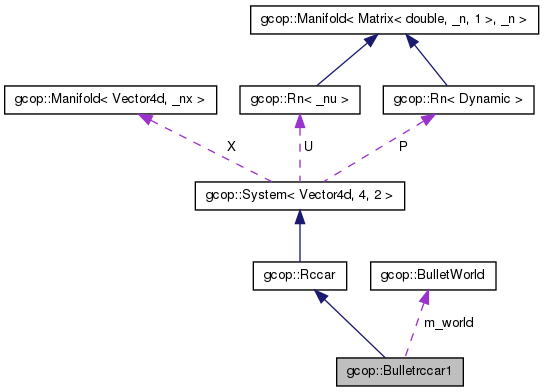 gcop::Manifold< Matrix< double, _n, 1 >, _n >
gcop::Manifold< Vector4d, _nx >
gcop::Rn< _nu >
gcop::Rn< Dynamic >
X
U
P
gcop::System< Vector4d, 4, 2 >
gcop::Rccar
gcop::BulletWorld
m_world
gcop::Bulletrccar1